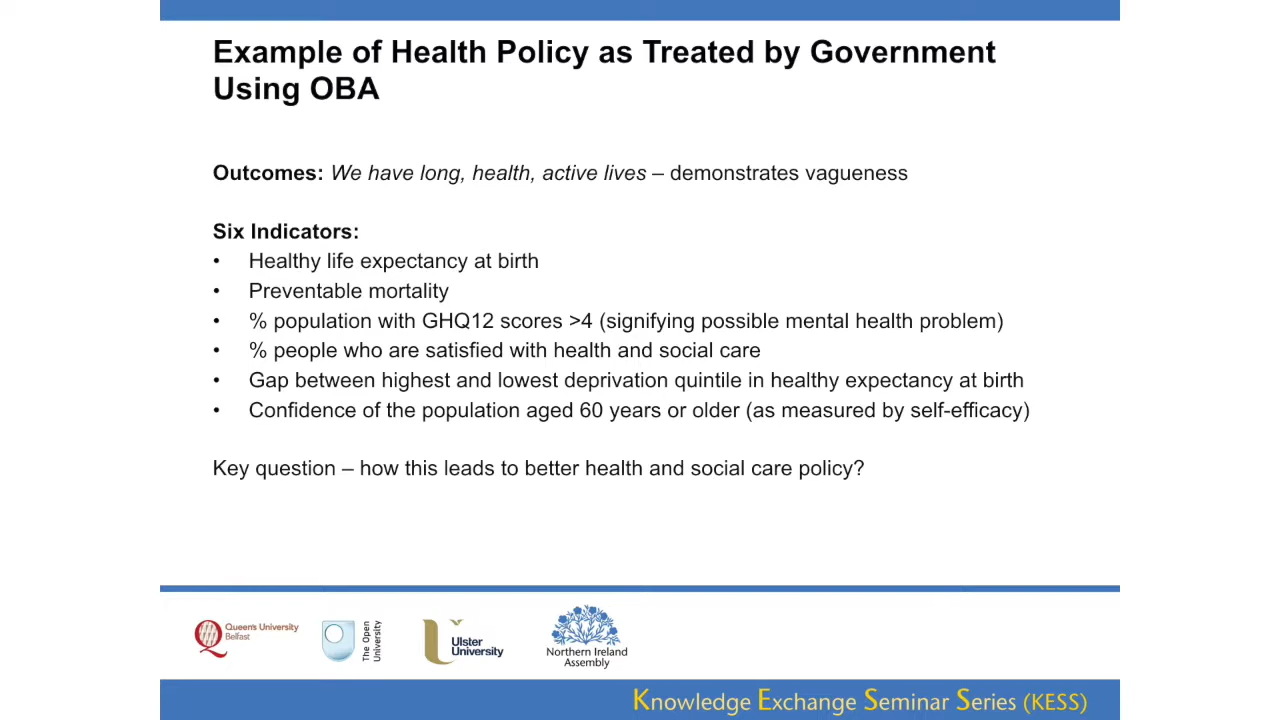 Example of Health Policy as Treated by Government
Using OBA
Outcomes: We have long, health, active lives – demonstrates vagueness
Six Indicators:
• Healthy life expectancy at birth
• Preventable mortality
• % population with GHQ12 scores >4 (signifying possible mental health problem)
• % people who are satisfied with health and social care
• Gap between highest and lowest deprivation quintile in healthy expectancy at birth
• Confidence of the population aged 60 years or older (as measured by self-efficacy)
Key question – how this leads to better health and social care policy?
Queen's University
Belfast
The Open
University
Ulster
University
Northern Ireland
Assembly
Knowledge Exchange Seminar Series (KESS)